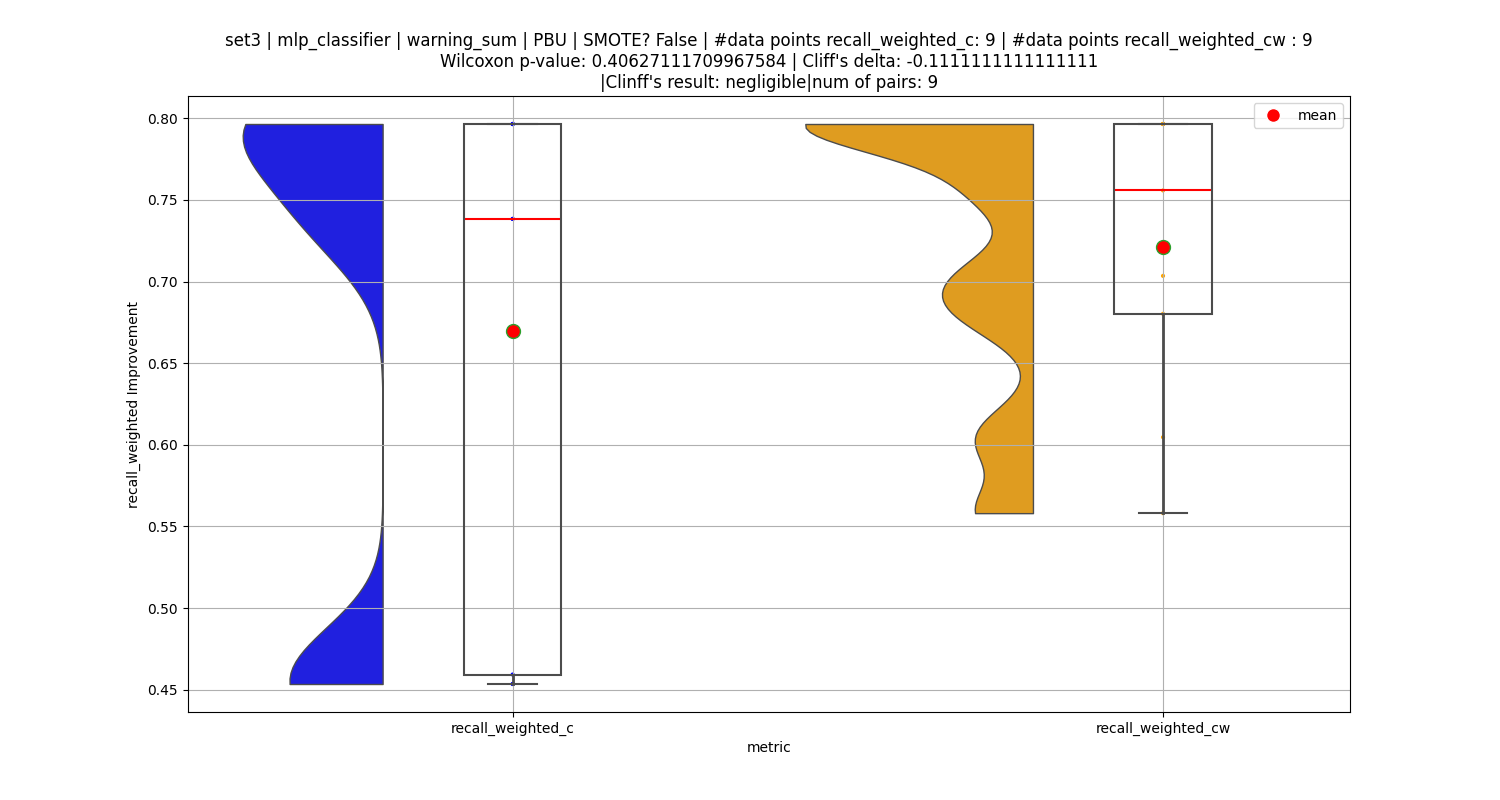 set3 | mlp_classifier | warning_sum | PBU | SMOTE? False | #data points recall_weighted_c: 9 | #data points recall_weighted_cw : 9
Wilcoxon p-value: 0.40627111709967584 | Cliff's delta: -0.1111111111111111
|Clinff's result: negligible|num of pairs: 9
mean
0.80
0.75
0.70
0.65
0.60
0.55
0.50
0.45
recall_weighted Improvement
recall_weighted_c
recall_weighted_cw
metric